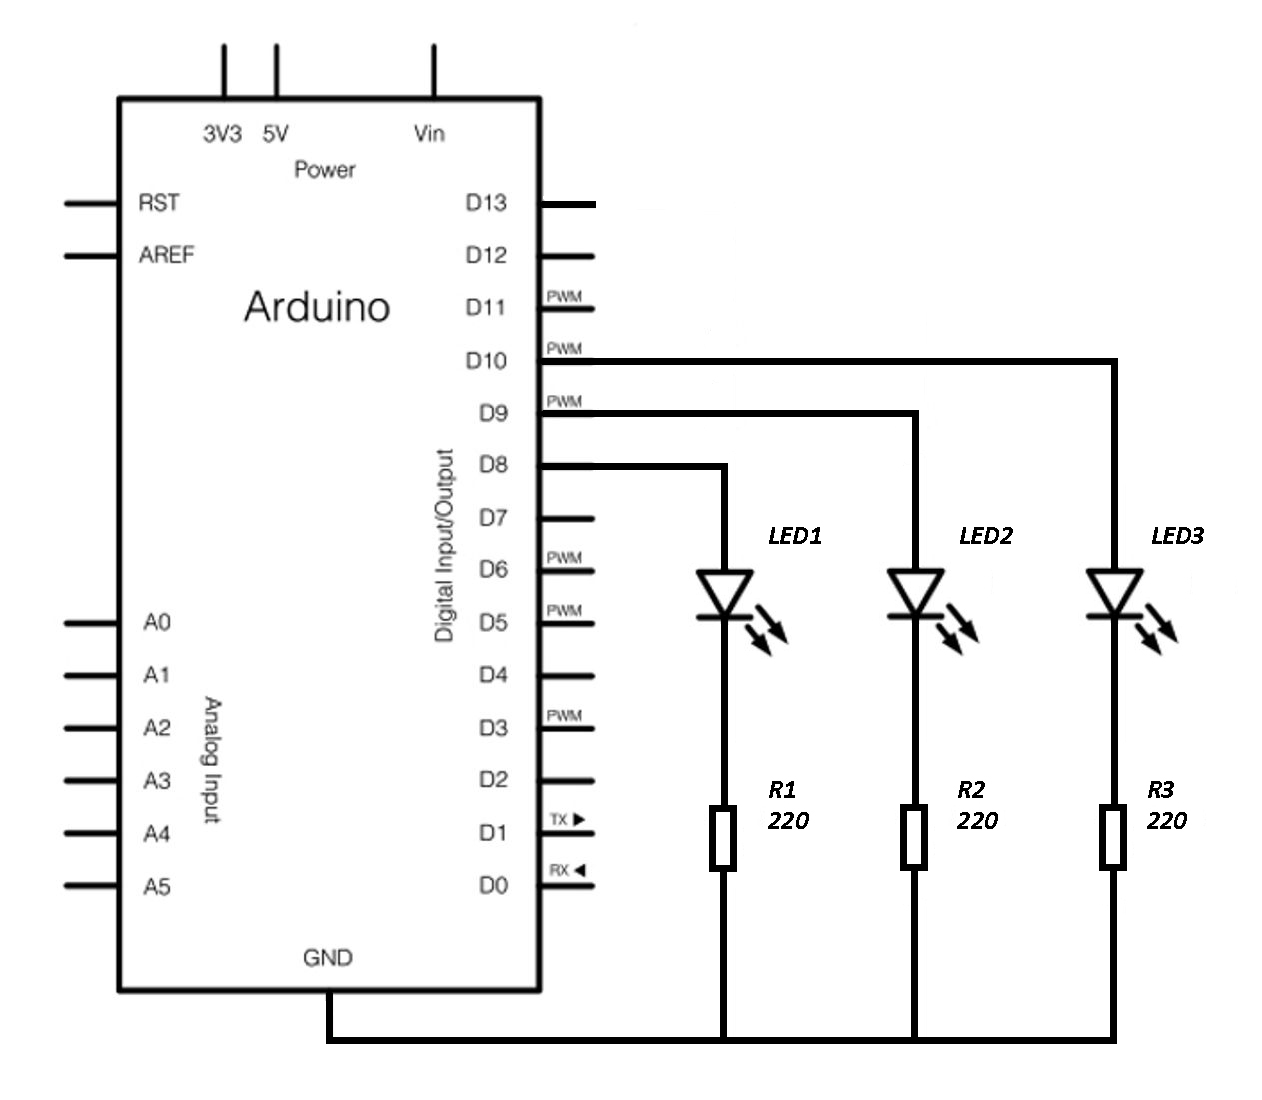 3V3 5V Vin
Power
RST
AREF
Arduino
D13
D12
D11 PWM
D10 PWM
D9 PWM
D8
D7
D6 PWM
D5 PWM
D4
D3 PWM
D2
D1 TX
D0 RX
Digital Input/Output
A0
A1
A2
A3
A4
A5
Analog Input
GND
LED1
LED2
LED3
R1
220
R2
220
R3
220